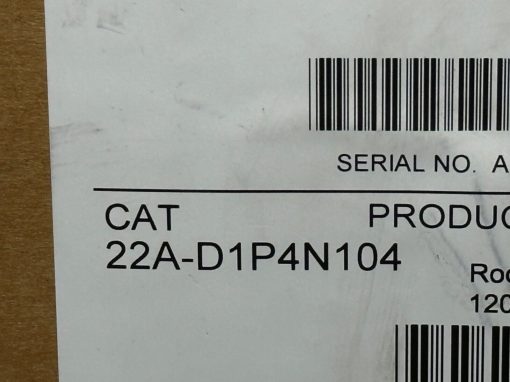 SERIAL NO. A
CAT PRODUC
22A-D1P4N104
Roc
120